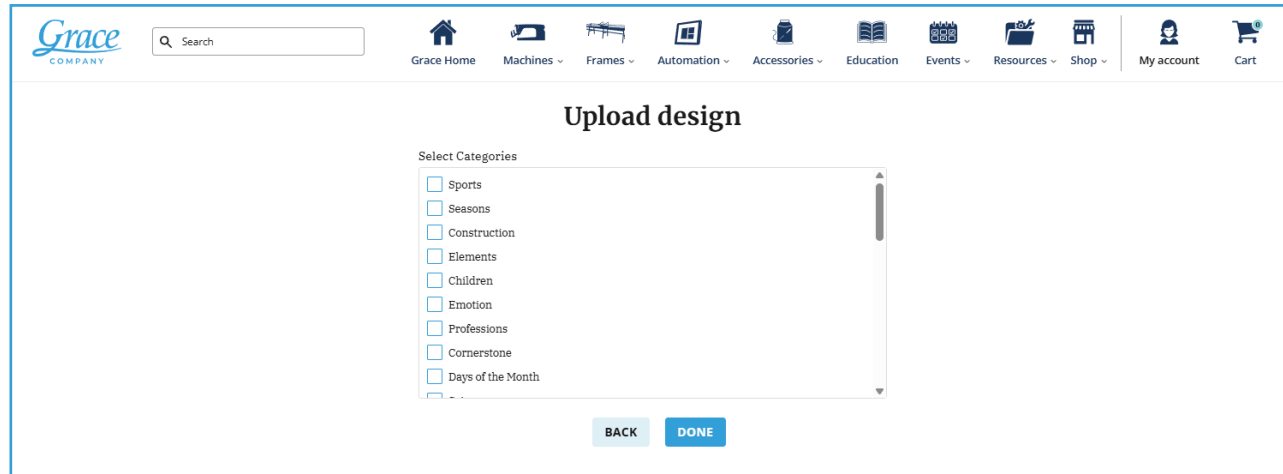 Grace
COMPANY
Search
Grace Home
Machines
Frames
Automation
Accessories
Education
Events
Resources
Shop
My account
0
Cart
Upload design
Select Categories
Sports
Seasons
Construction
Elements
Children
Emotion
Professions
Cornerstone
Days of the Month
BACK
DONE